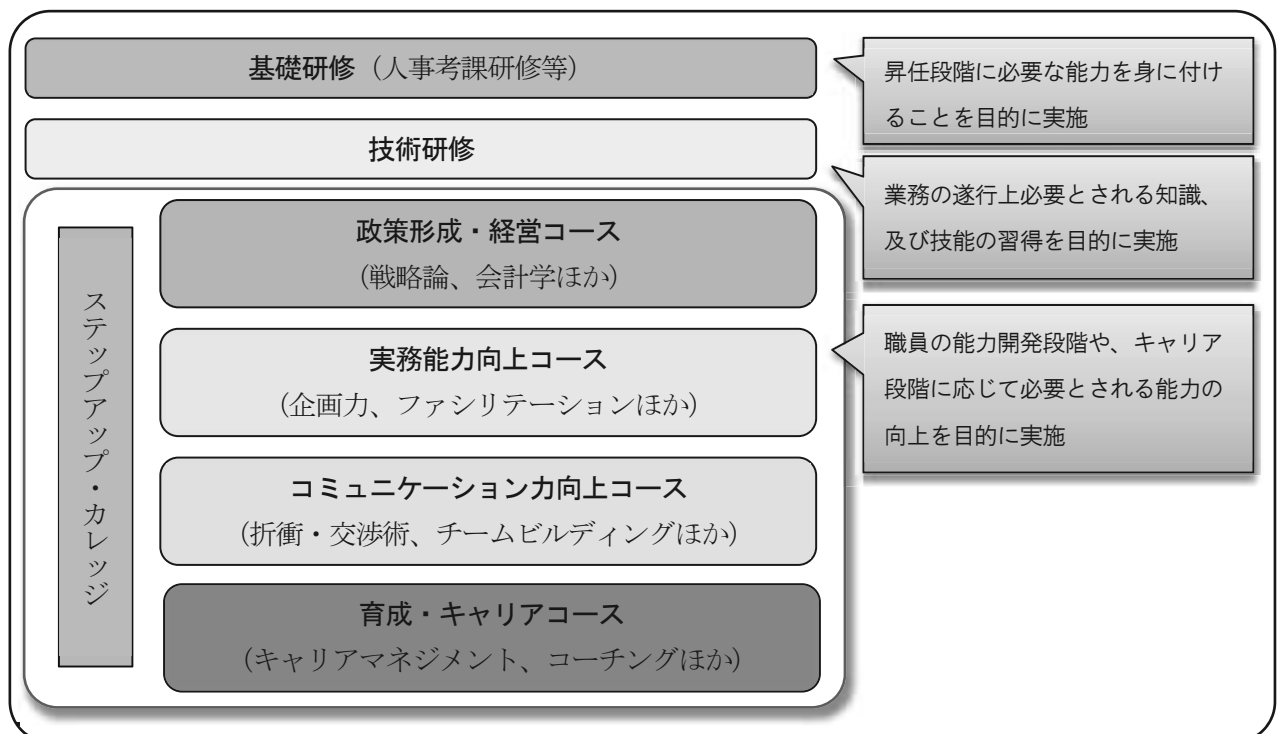 基礎研修（人事考課研修等）
昇任段階に必要な能力を身に付け
ることを目的に実施
技術研修
業務の遂行上必要とされる知識、
及び技能の習得を目的に実施
ステップアップ・カレッジ
政策形成・経営コース
（戦略論、会計学ほか）
実務能力向上コース
（企画力、ファシリテーションほか）
職員の能力開発段階や、キャリア
段階に応じて必要とされる能力の
向上を目的に実施
コミュニケーション力向上コース
（折衝・交渉術、チームビルディングほか）
育成・キャリアコース
（キャリアマネジメント、コーチングほか）